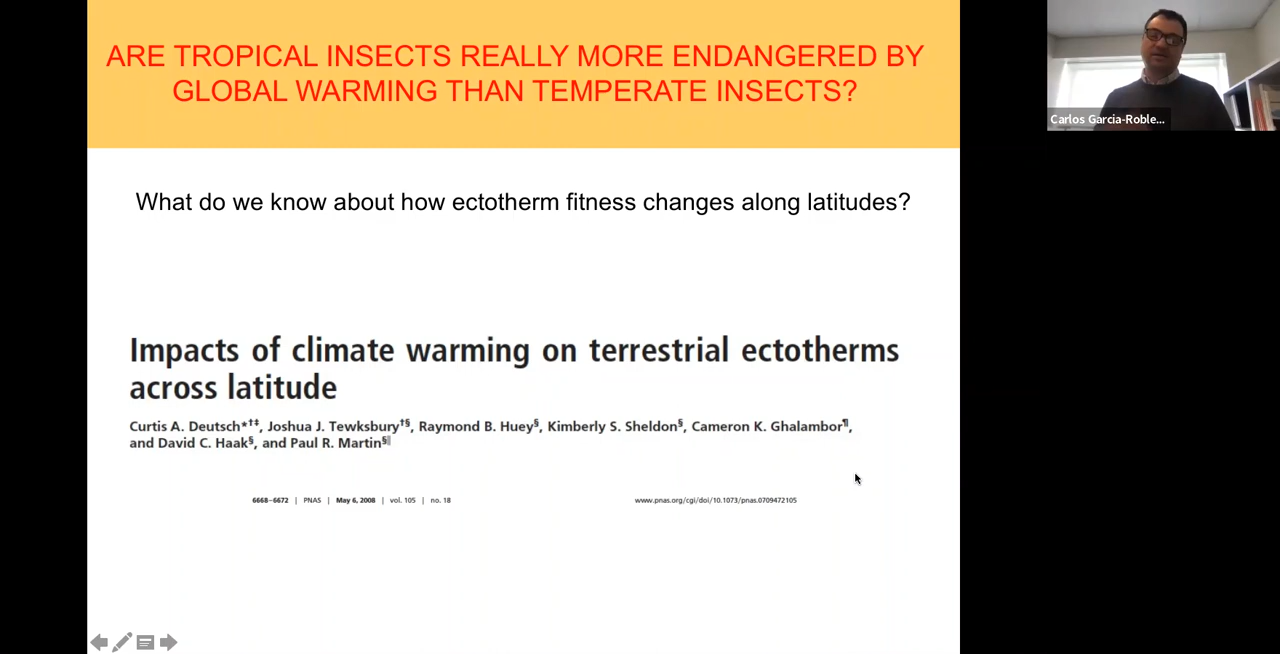 ARE TROPICAL INSECTS REALLY MORE ENDANGERED BY
GLOBAL WARMING THAN TEMPERATE INSECTS?
Carlos Garcia-Roble...
What do we know about how ectotherm fitness changes along latitudes?
Impacts of climate warming on terrestrial ectotherms
across latitude
Curtis A. Deutsch*†‡, Joshua J. Tewksbury†§, Raymond B. Huey§, Kimberly S. Sheldon§, Cameron K. Ghalambor¶,
and David C. Haak§, and Paul R. Martin§‖
6668–6672 | PNAS | May 6, 2008 | vol. 105 | no. 18
www.pnas.org/cgi/doi/10.1073/pnas.0709472105